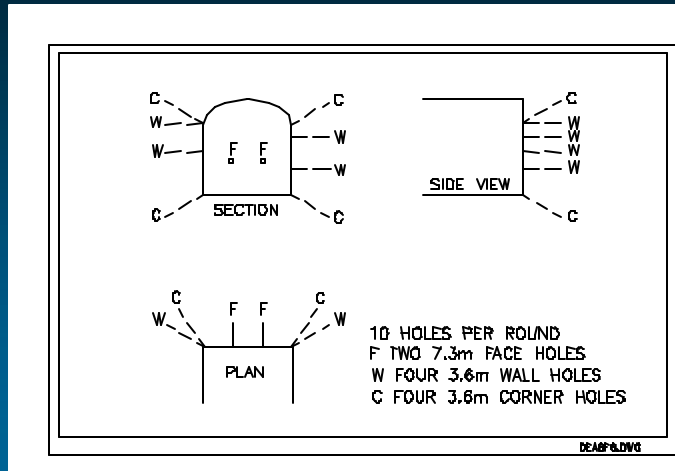 C C C
W W
W W W
W F F W
W W
SIDE VIEW
C SECTION C C
C F F C
W W
PLAN
10 HOLES PER ROUND
F TWO 7.3m FACE HOLES
W FOUR 3.6m WALL HOLES
C FOUR 3.6m CORNER HOLES